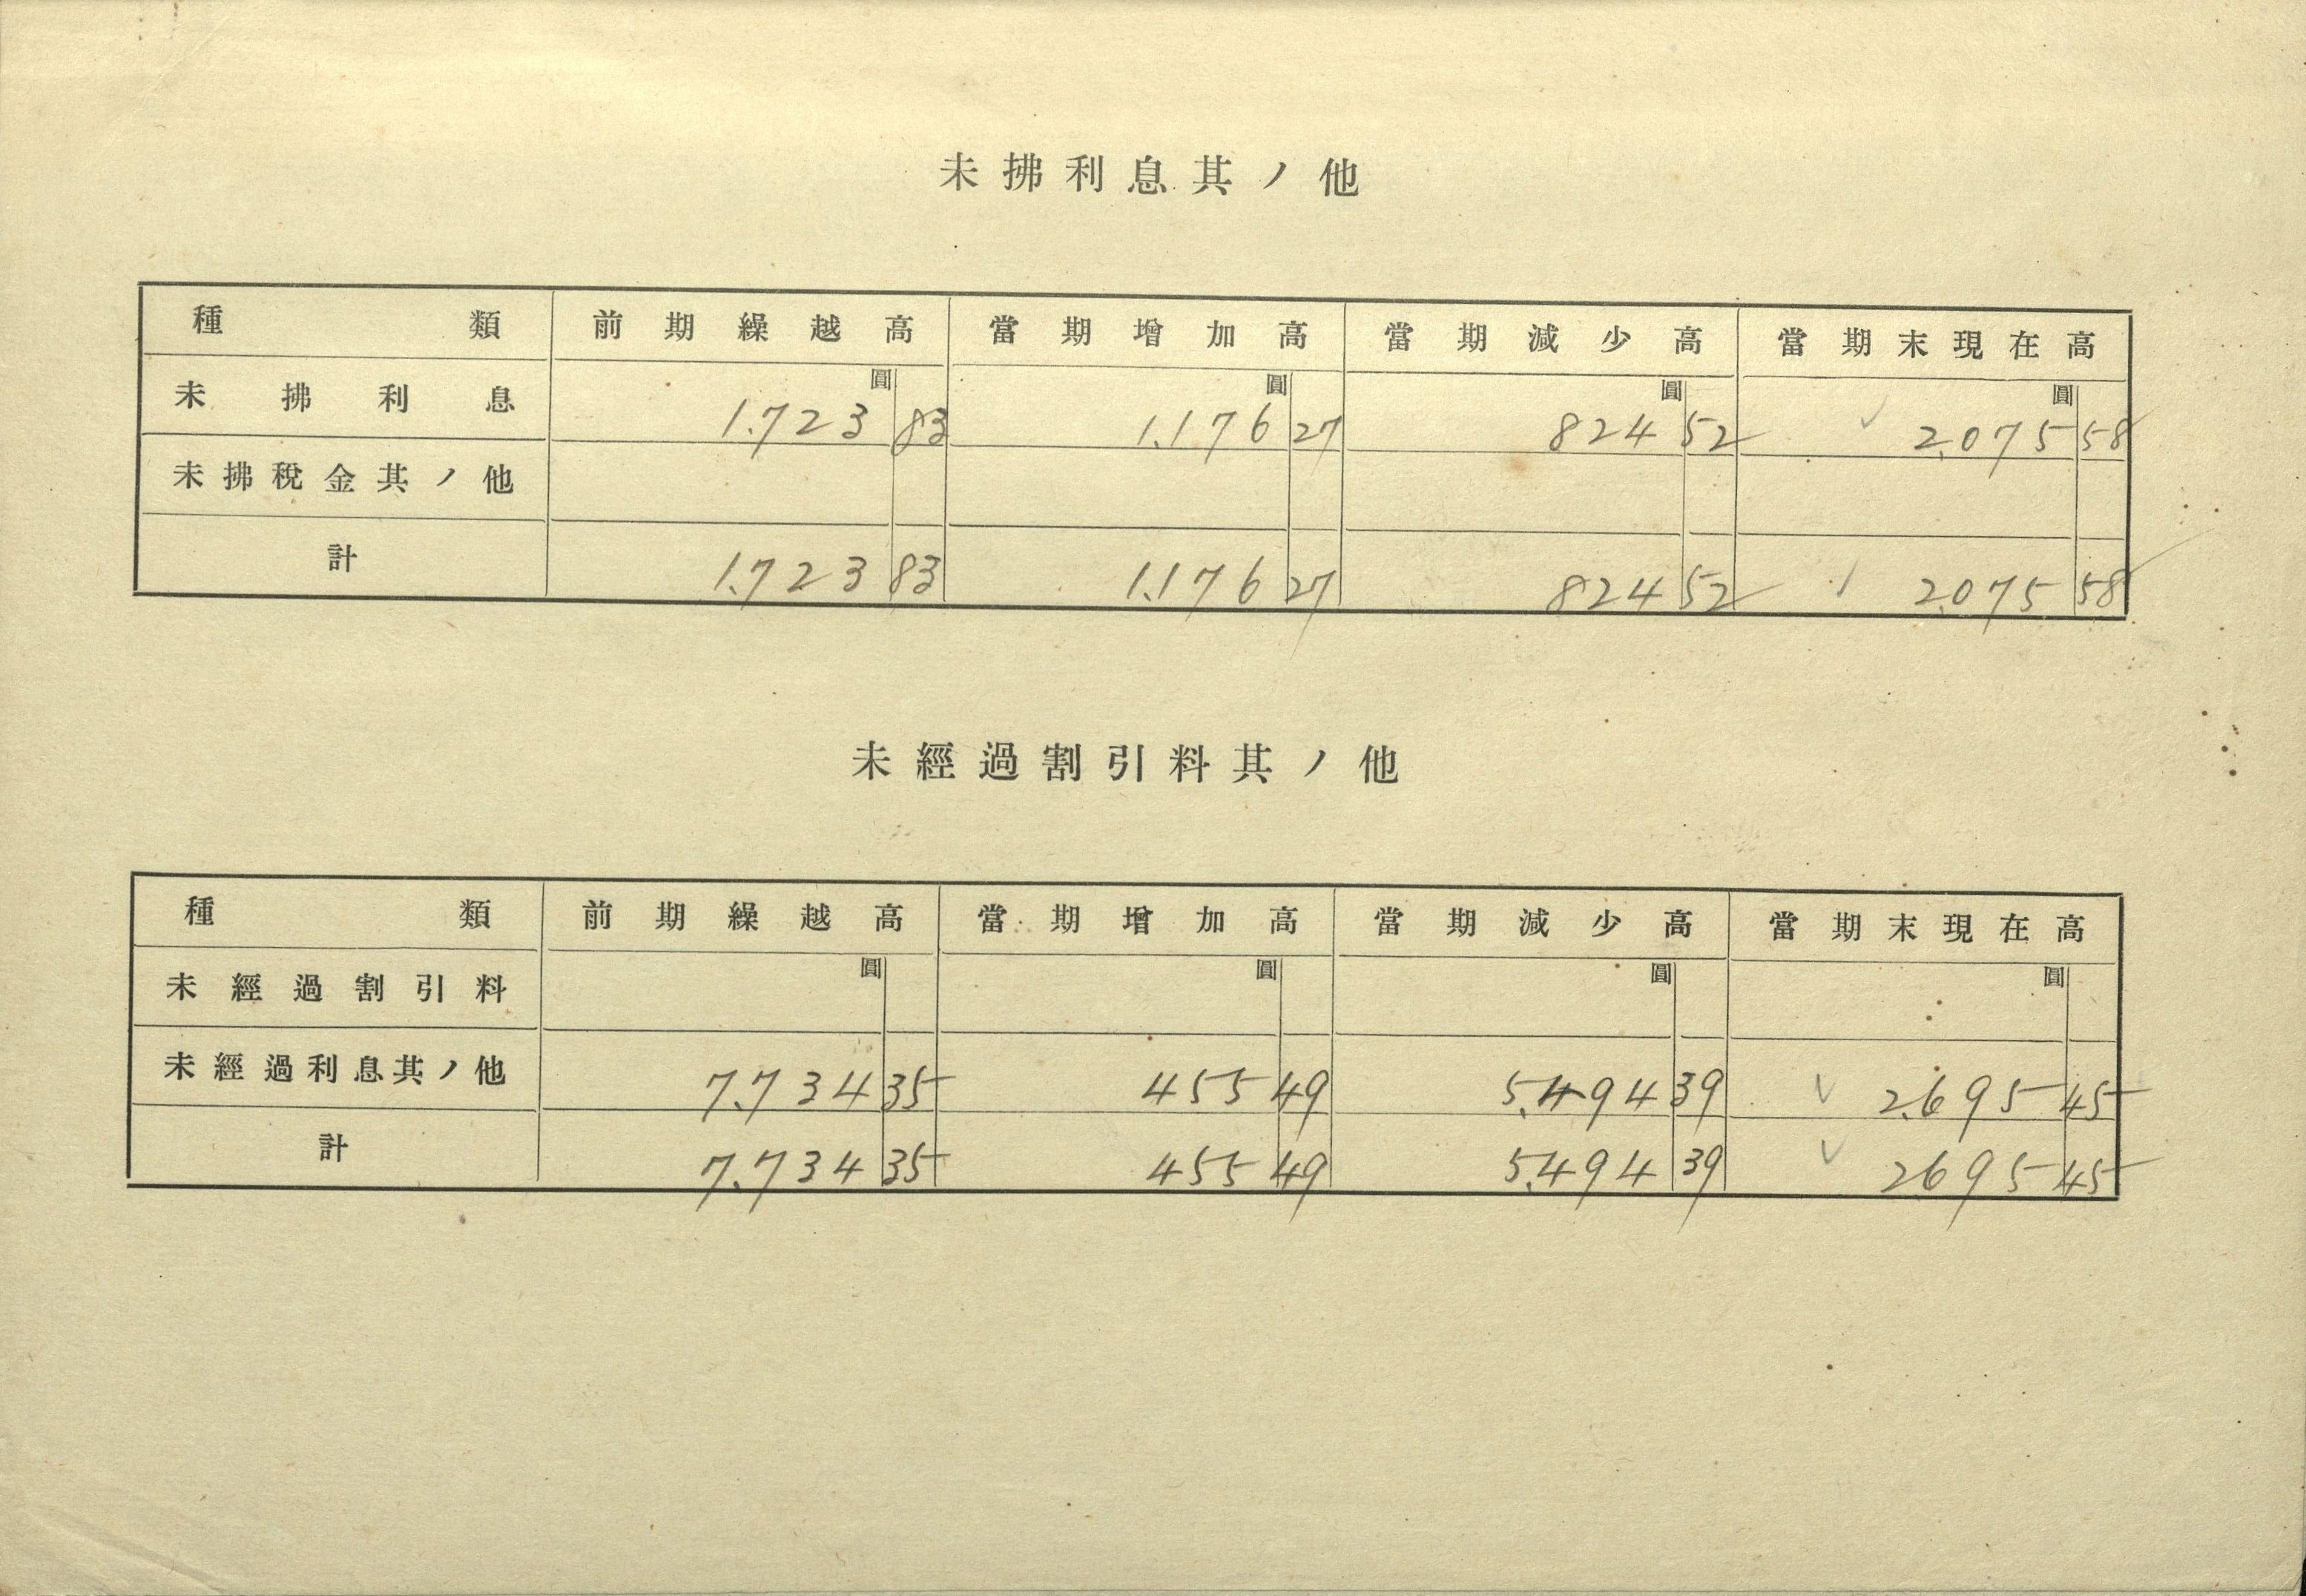 未拂利息其ノ他
種類 前期繰越高 當期增加高 當期減少高 當期末現在高
圓 圓 圓 圓
未拂利息 1.723 83 1.176 27 824 52 ✓ 2.075 58
未拂稅金其ノ他
計 1.723 83 1.176 27 824 52 2.075 58
未經過割引料其ノ他
種類 前期繰越高 當期增加高 當期減少高 當期末現在高
未經過割引料 圓 圓 圓 圓
未經過利息其ノ他 7.734 35 455 49 5.494 39 ✓ 2.695 45
計 7.734 35 455 49 5.494 39 ✓ 2695 45